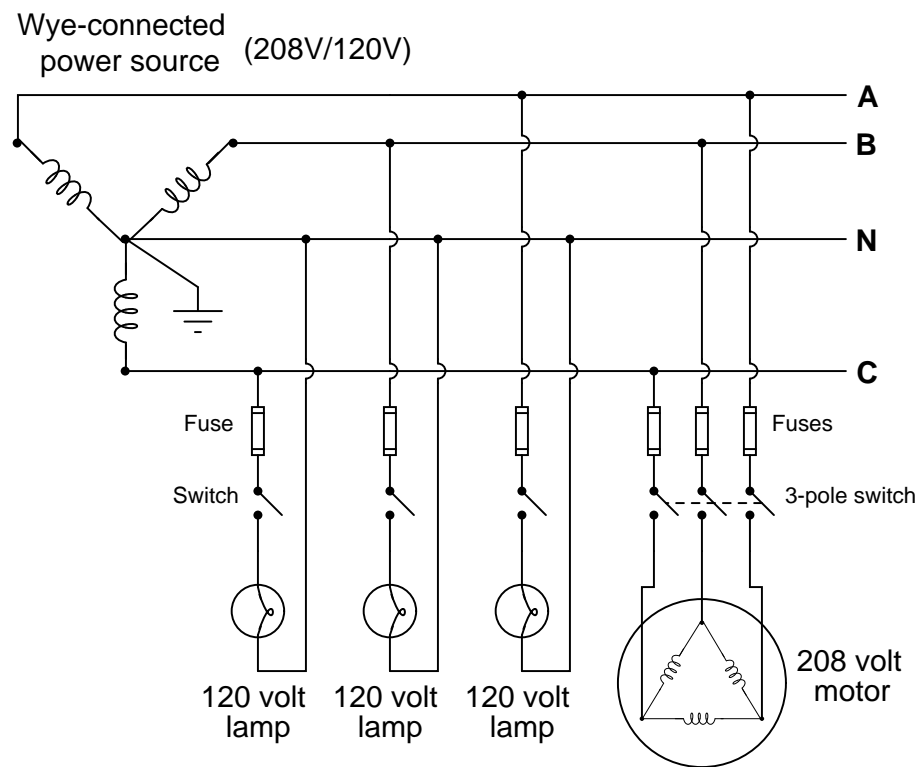 Wye-connected
power source (208V/120V)
A
B
N
C
Fuse
Fuses
Switch
3-pole switch
120 volt
lamp
120 volt
lamp
120 volt
lamp
208 volt
motor